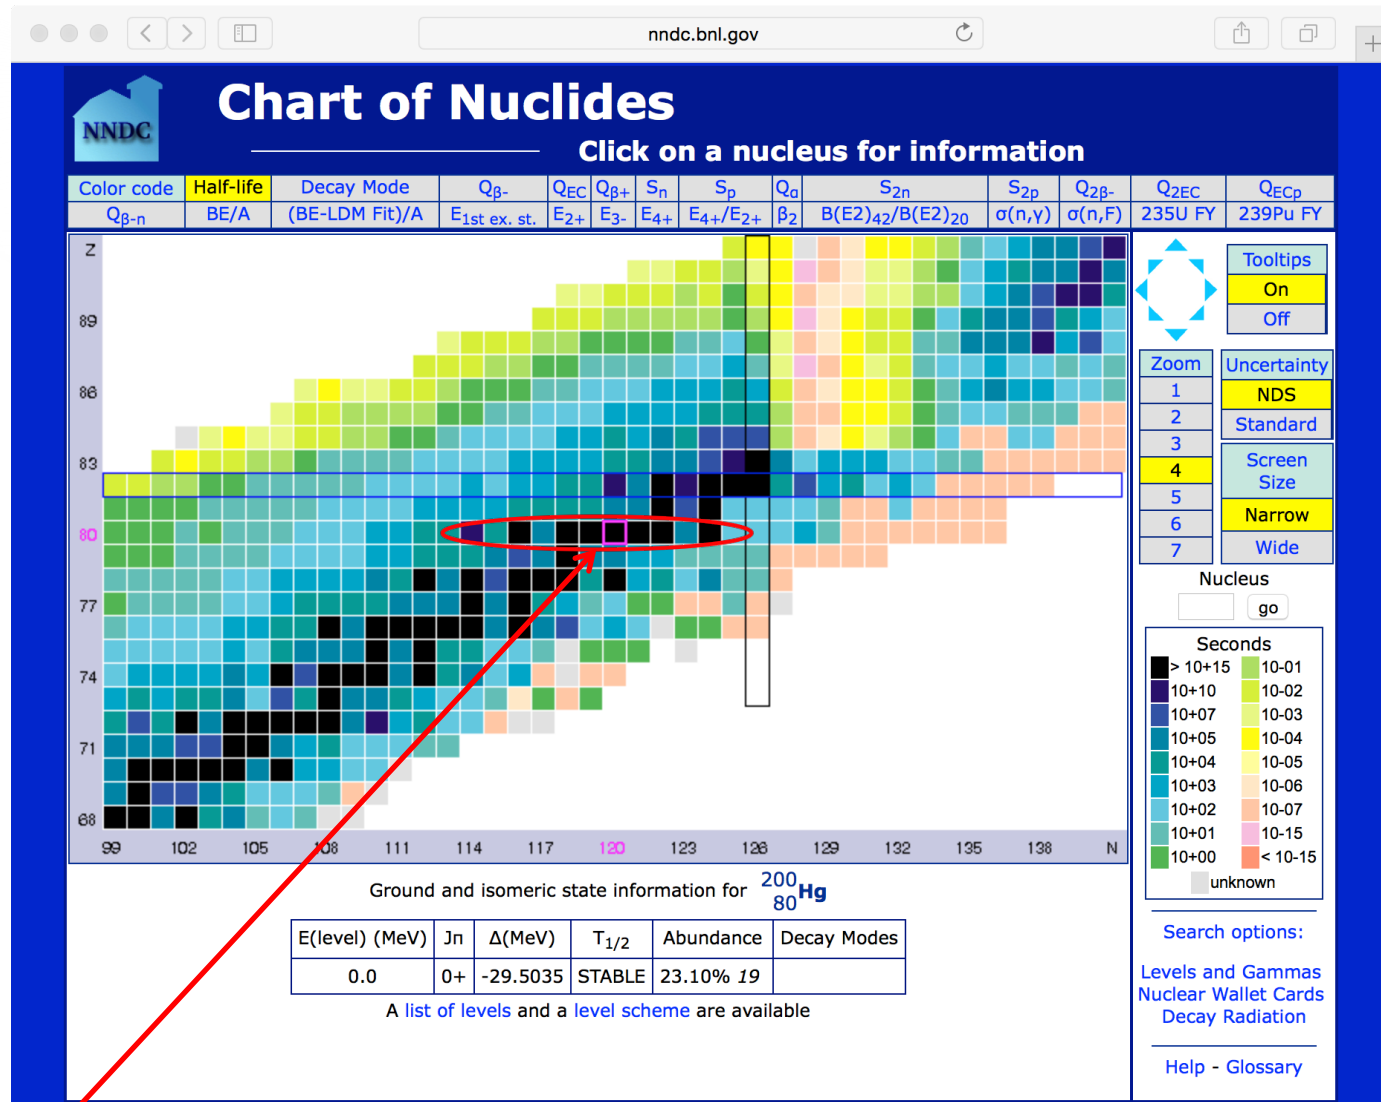 nndc.bnl.gov
NNDC
Chart of Nuclides
Click on a nucleus for information
Color code Half-life Decay Mode Qβ- QEC Qβ+ Sn Sp Qα S2n S2p Q2β- Q2EC QECp
Qβ-n BE/A (BE-LDM Fit)/A E1st ex. st. E2+ E3- E4+ E4+/E2+ β2 B(E2)42/B(E2)20 σ(n,γ) σ(n,F) 235U FY 239Pu FY
Z
89
86
83
80
77
74
71
68
99 102 105 108 111 114 117 120 123 126 129 132 135 138 N
Tooltips
On
Off
Zoom
1
2
3
4
5
6
7
Uncertainty
NDS
Standard
Screen
Size
Narrow
Wide
Nucleus
go
Seconds
> 10+15 10-01
10+10 10-02
10+07 10-03
10+05 10-04
10+04 10-05
10+03 10-06
10+02 10-07
10+01 10-15
10+00 < 10-15
unknown
Search options:
Levels and Gammas
Nuclear Wallet Cards
Decay Radiation
Help - Glossary
Ground and isomeric state information for 200 80 Hg
E(level) (MeV) Jπ Δ(MeV) T1/2 Abundance Decay Modes
0.0 0+ -29.5035 STABLE 23.10% 19
A list of levels and a level scheme are available